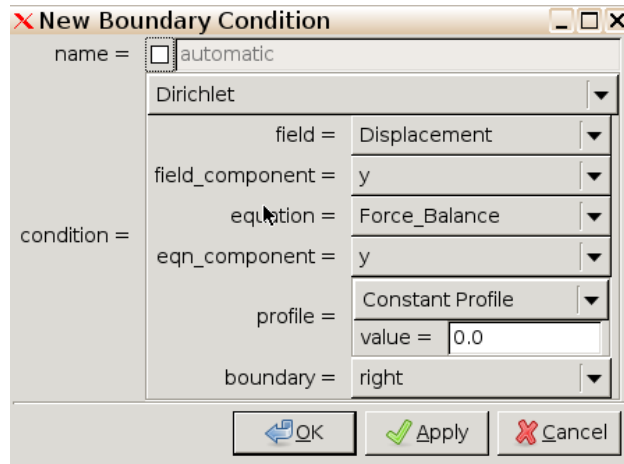 New Boundary Condition
name = automatic
Dirichlet
field = Displacement
field_component = y
equation = Force_Balance
condition =
eqn_component = y
Constant Profile
profile =
value = 0.0
boundary = right
OK Apply Cancel